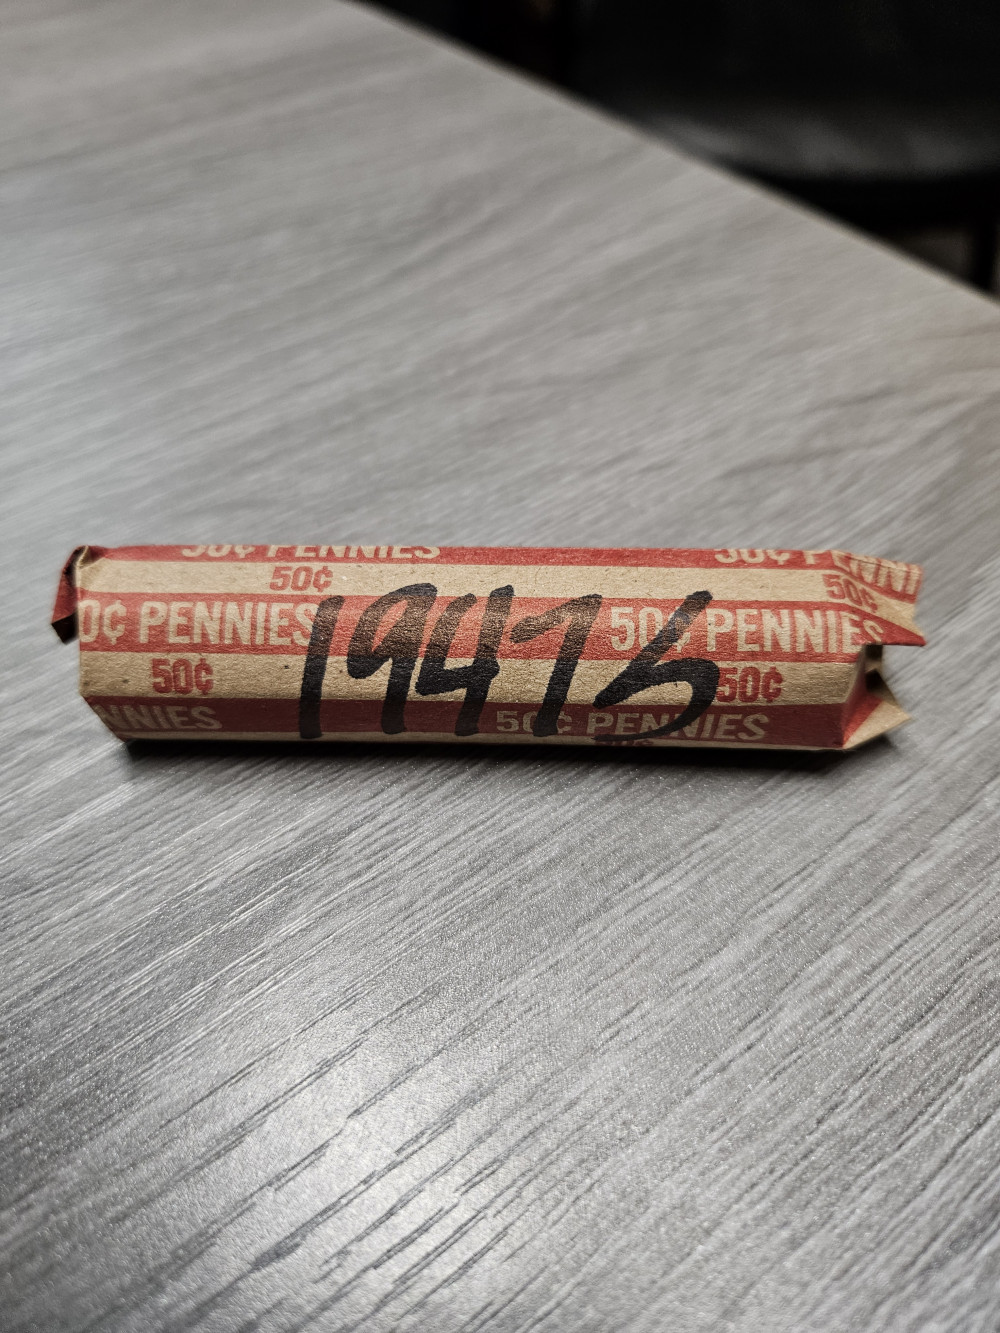 50¢ PENNIES 50¢ PENNI
50¢ 50¢
0¢ PENNIES 50¢ PENNIES
1947S
50¢ 50¢
NNIES 50¢ PENNIES